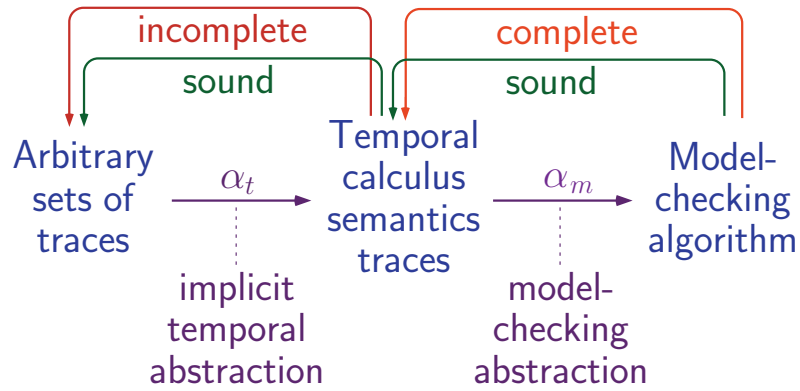 incomplete
complete
sound
sound
Arbitrary
sets of
traces
αt
Temporal
calculus
semantics
traces
αm
Model-
checking
algorithm
implicit
temporal
abstraction
model-
checking
abstraction